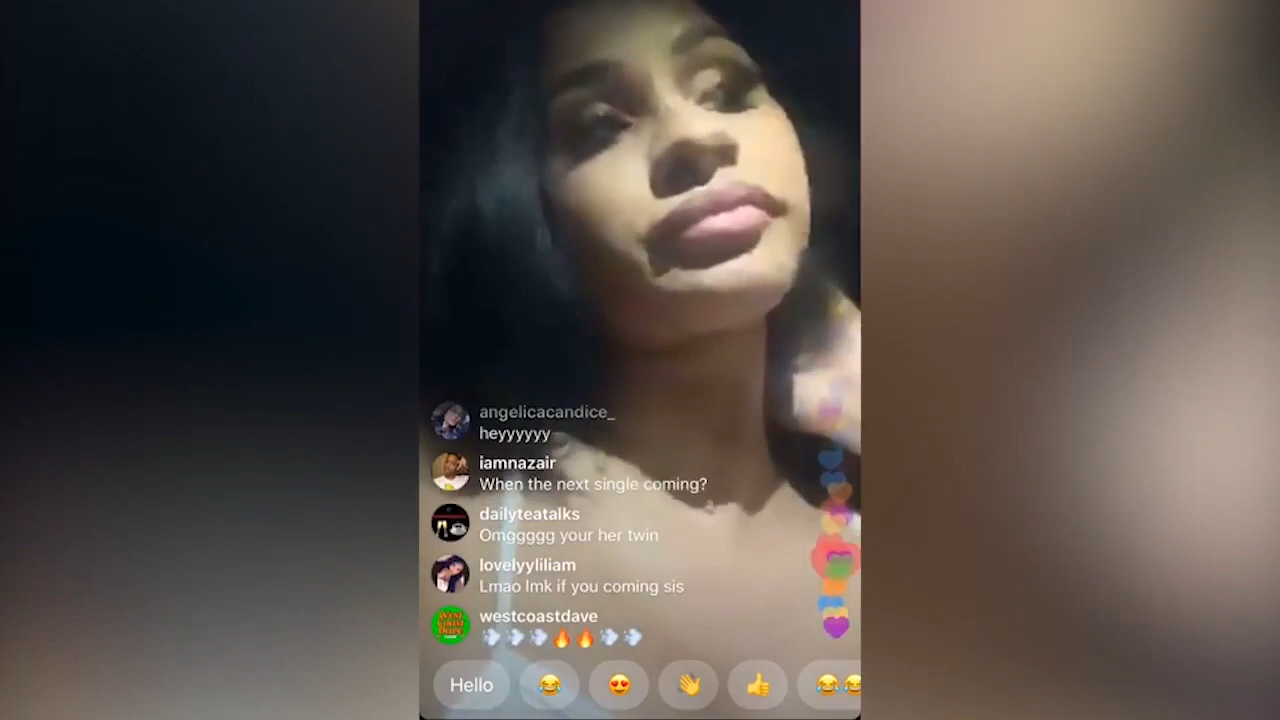 angelicacandice_
heyyyyyy
iamnazair
When the next single coming?
dailyteatalks
Omggggg your her twin
lovelyyliliam
Lmao lmk if you coming sis
westcoastdave
💨💨💨🔥🔥💨💨
Hello 😂 😍 👋 👍 😂😂